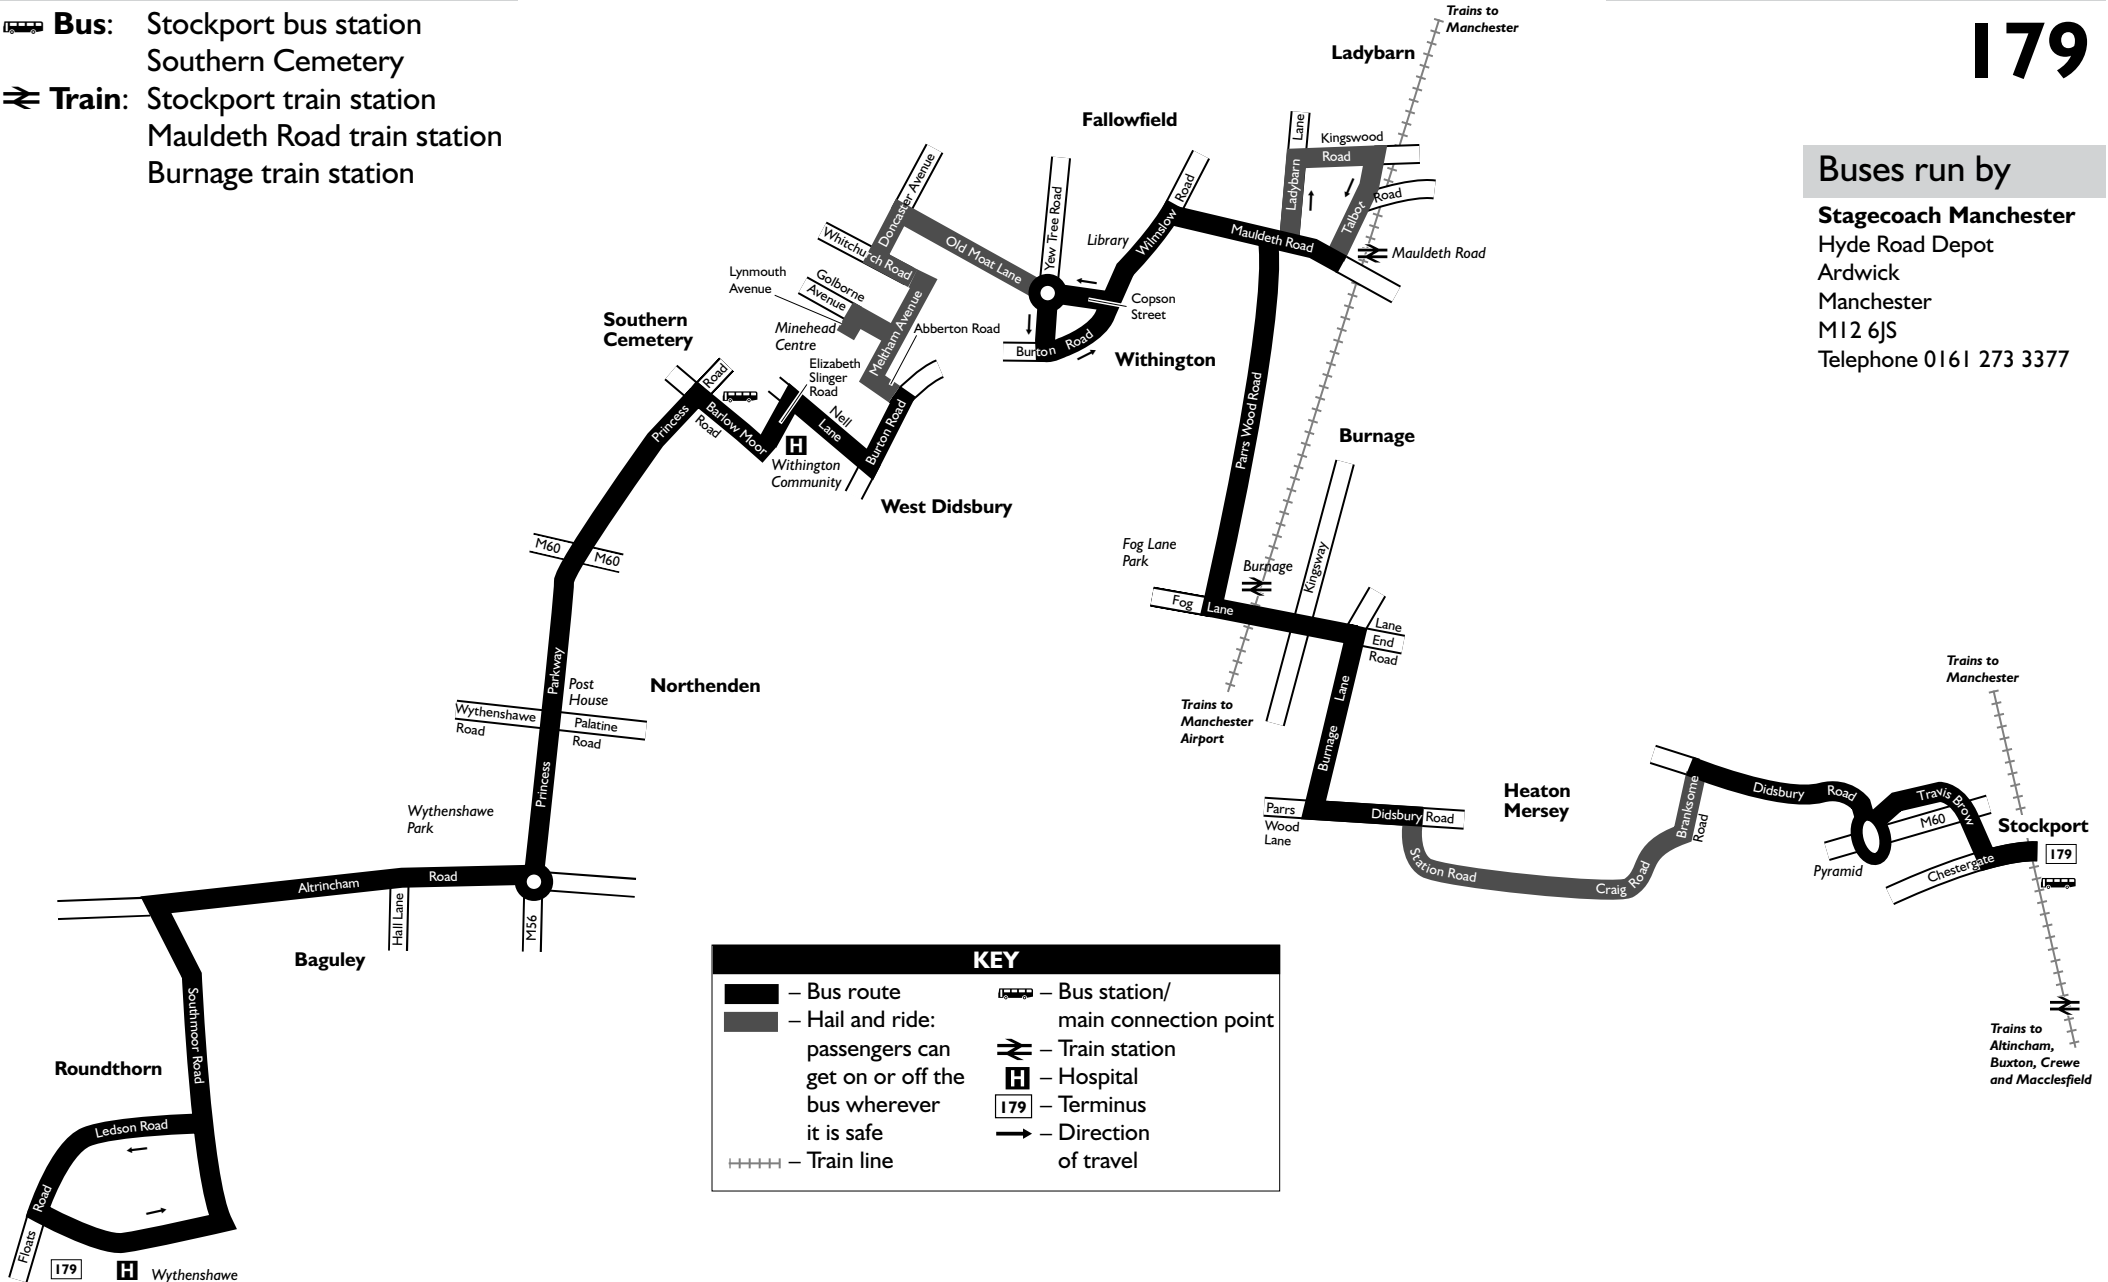 Bus: Stockport bus station
Southern Cemetery
Train: Stockport train station
Mauldeth Road train station
Burnage train station
179
Buses run by
Stagecoach Manchester
Hyde Road Depot
Ardwick
Manchester
M12 6JS
Telephone 0161 273 3377
Trains to
Manchester
Ladybarn
Fallowfield
Lane
Kingswood
Road
Ladybarn
Talbot
Road
Mauldeth Road
Mauldeth Road
Road
Wilmslow
Library
Yew Tree Road
Copson
Street
Burton Road
Withington
Doncaster Avenue
Old Moat Lane
Whitchurch Road
Lynmouth
Avenue
Golborne
Avenue
Minehead
Centre
Meltham Avenue
Abberton Road
Elizabeth
Slinger
Road
Southern
Cemetery
Road
Princess
Barlow Moor
Road
Nell
Lane
Burton Road
H
Withington
Community
West Didsbury
Parrs Wood Road
Burnage
Kingsway
Fog Lane
Park
Burnage
Fog Lane
Lane
End
Road
Trains to
Manchester
Airport
Burnage Lane
Parrs
Wood
Lane
Didsbury Road
Heaton
Mersey
Station Road
Craig Road
Branksome
Road
Didsbury Road
Travis Brow
M60
Pyramid
Chestergate
Stockport
179
Trains to
Manchester
Trains to
Altincham,
Buxton, Crewe
and Macclesfield
M60
M60
Parkway
Post
House
Northenden
Wythenshawe
Road
Palatine
Road
Princess
Wythenshawe
Park
Altrincham Road
Hall Lane
M56
Baguley
Southmoor Road
Roundthorn
Ledson Road
Road
Floats
179
H
Wythenshawe
KEY
– Bus route
– Hail and ride:
passengers can
get on or off the
bus wherever
it is safe
– Train line
– Bus station/
main connection point
– Train station
H – Hospital
179 – Terminus
– Direction
of travel